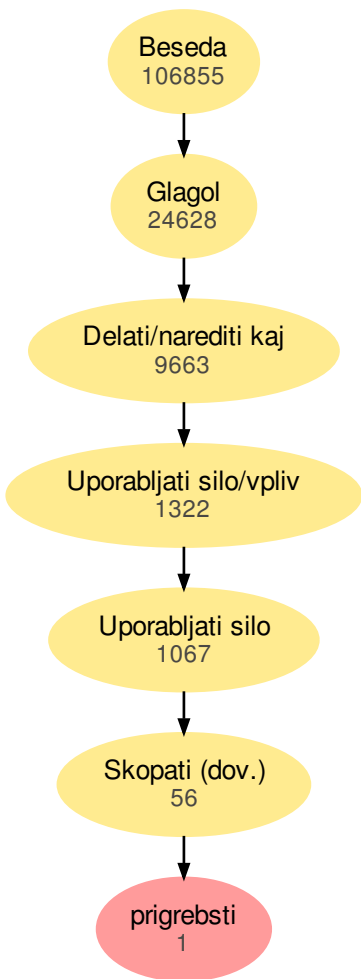 Beseda
106855
Glagol
24628
Delati/narediti kaj
9663
Uporabljati silo/vpliv
1322
Uporabljati silo
1067
Skopati (dov.)
56
prigrebsti
1